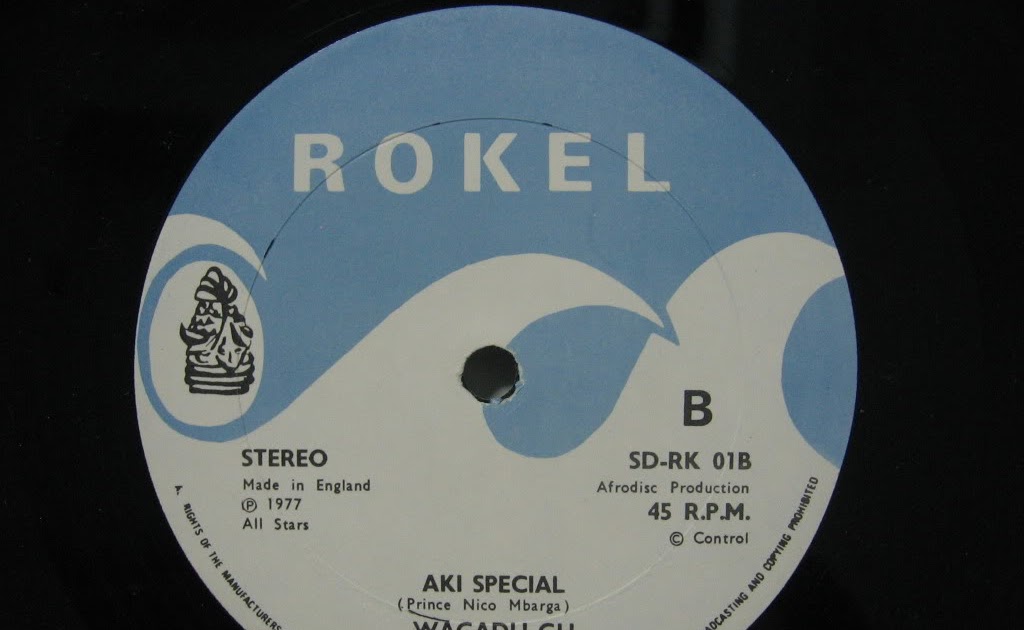 ROKEL
B
STEREO
Made in England
℗ 1977
All Stars
SD-RK 01B
Afrodisc Production
45 R.P.M.
© Control
AKI SPECIAL
(Prince Nico Mbarga)
RIGHTS OF THE MANUFACTURERS
AND COPYING PROHIBITED